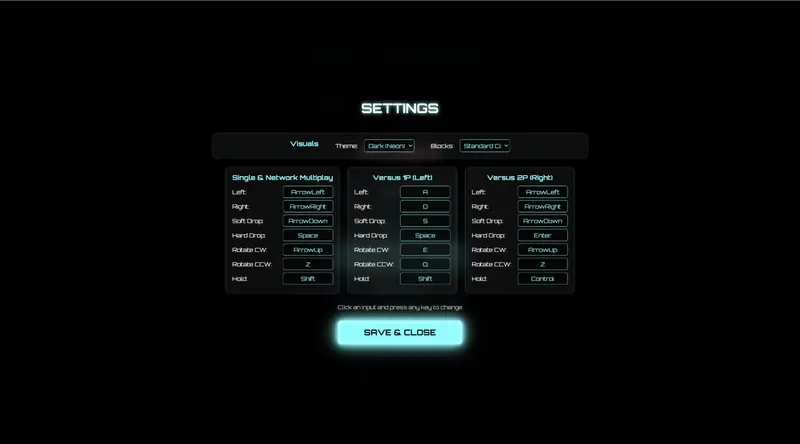 SETTINGS
Visuals Theme: Dark (Neon) Blocks: Standard C
Single & Network Multiplay
Left: ArrowLeft
Right: ArrowRight
Soft Drop: ArrowDown
Hard Drop: Space
Rotate CW: ArrowUp
Rotate CCW: Z
Hold: Shift
Versus 1P (Left)
Left: A
Right: D
Soft Drop: S
Hard Drop: Space
Rotate CW: E
Rotate CCW: Q
Hold: Shift
Versus 2P (Right)
Left: ArrowLeft
Right: ArrowRight
Soft Drop: ArrowDown
Hard Drop: Enter
Rotate CW: ArrowUp
Rotate CCW: Z
Hold: Control
Click an input and press any key to change
SAVE & CLOSE